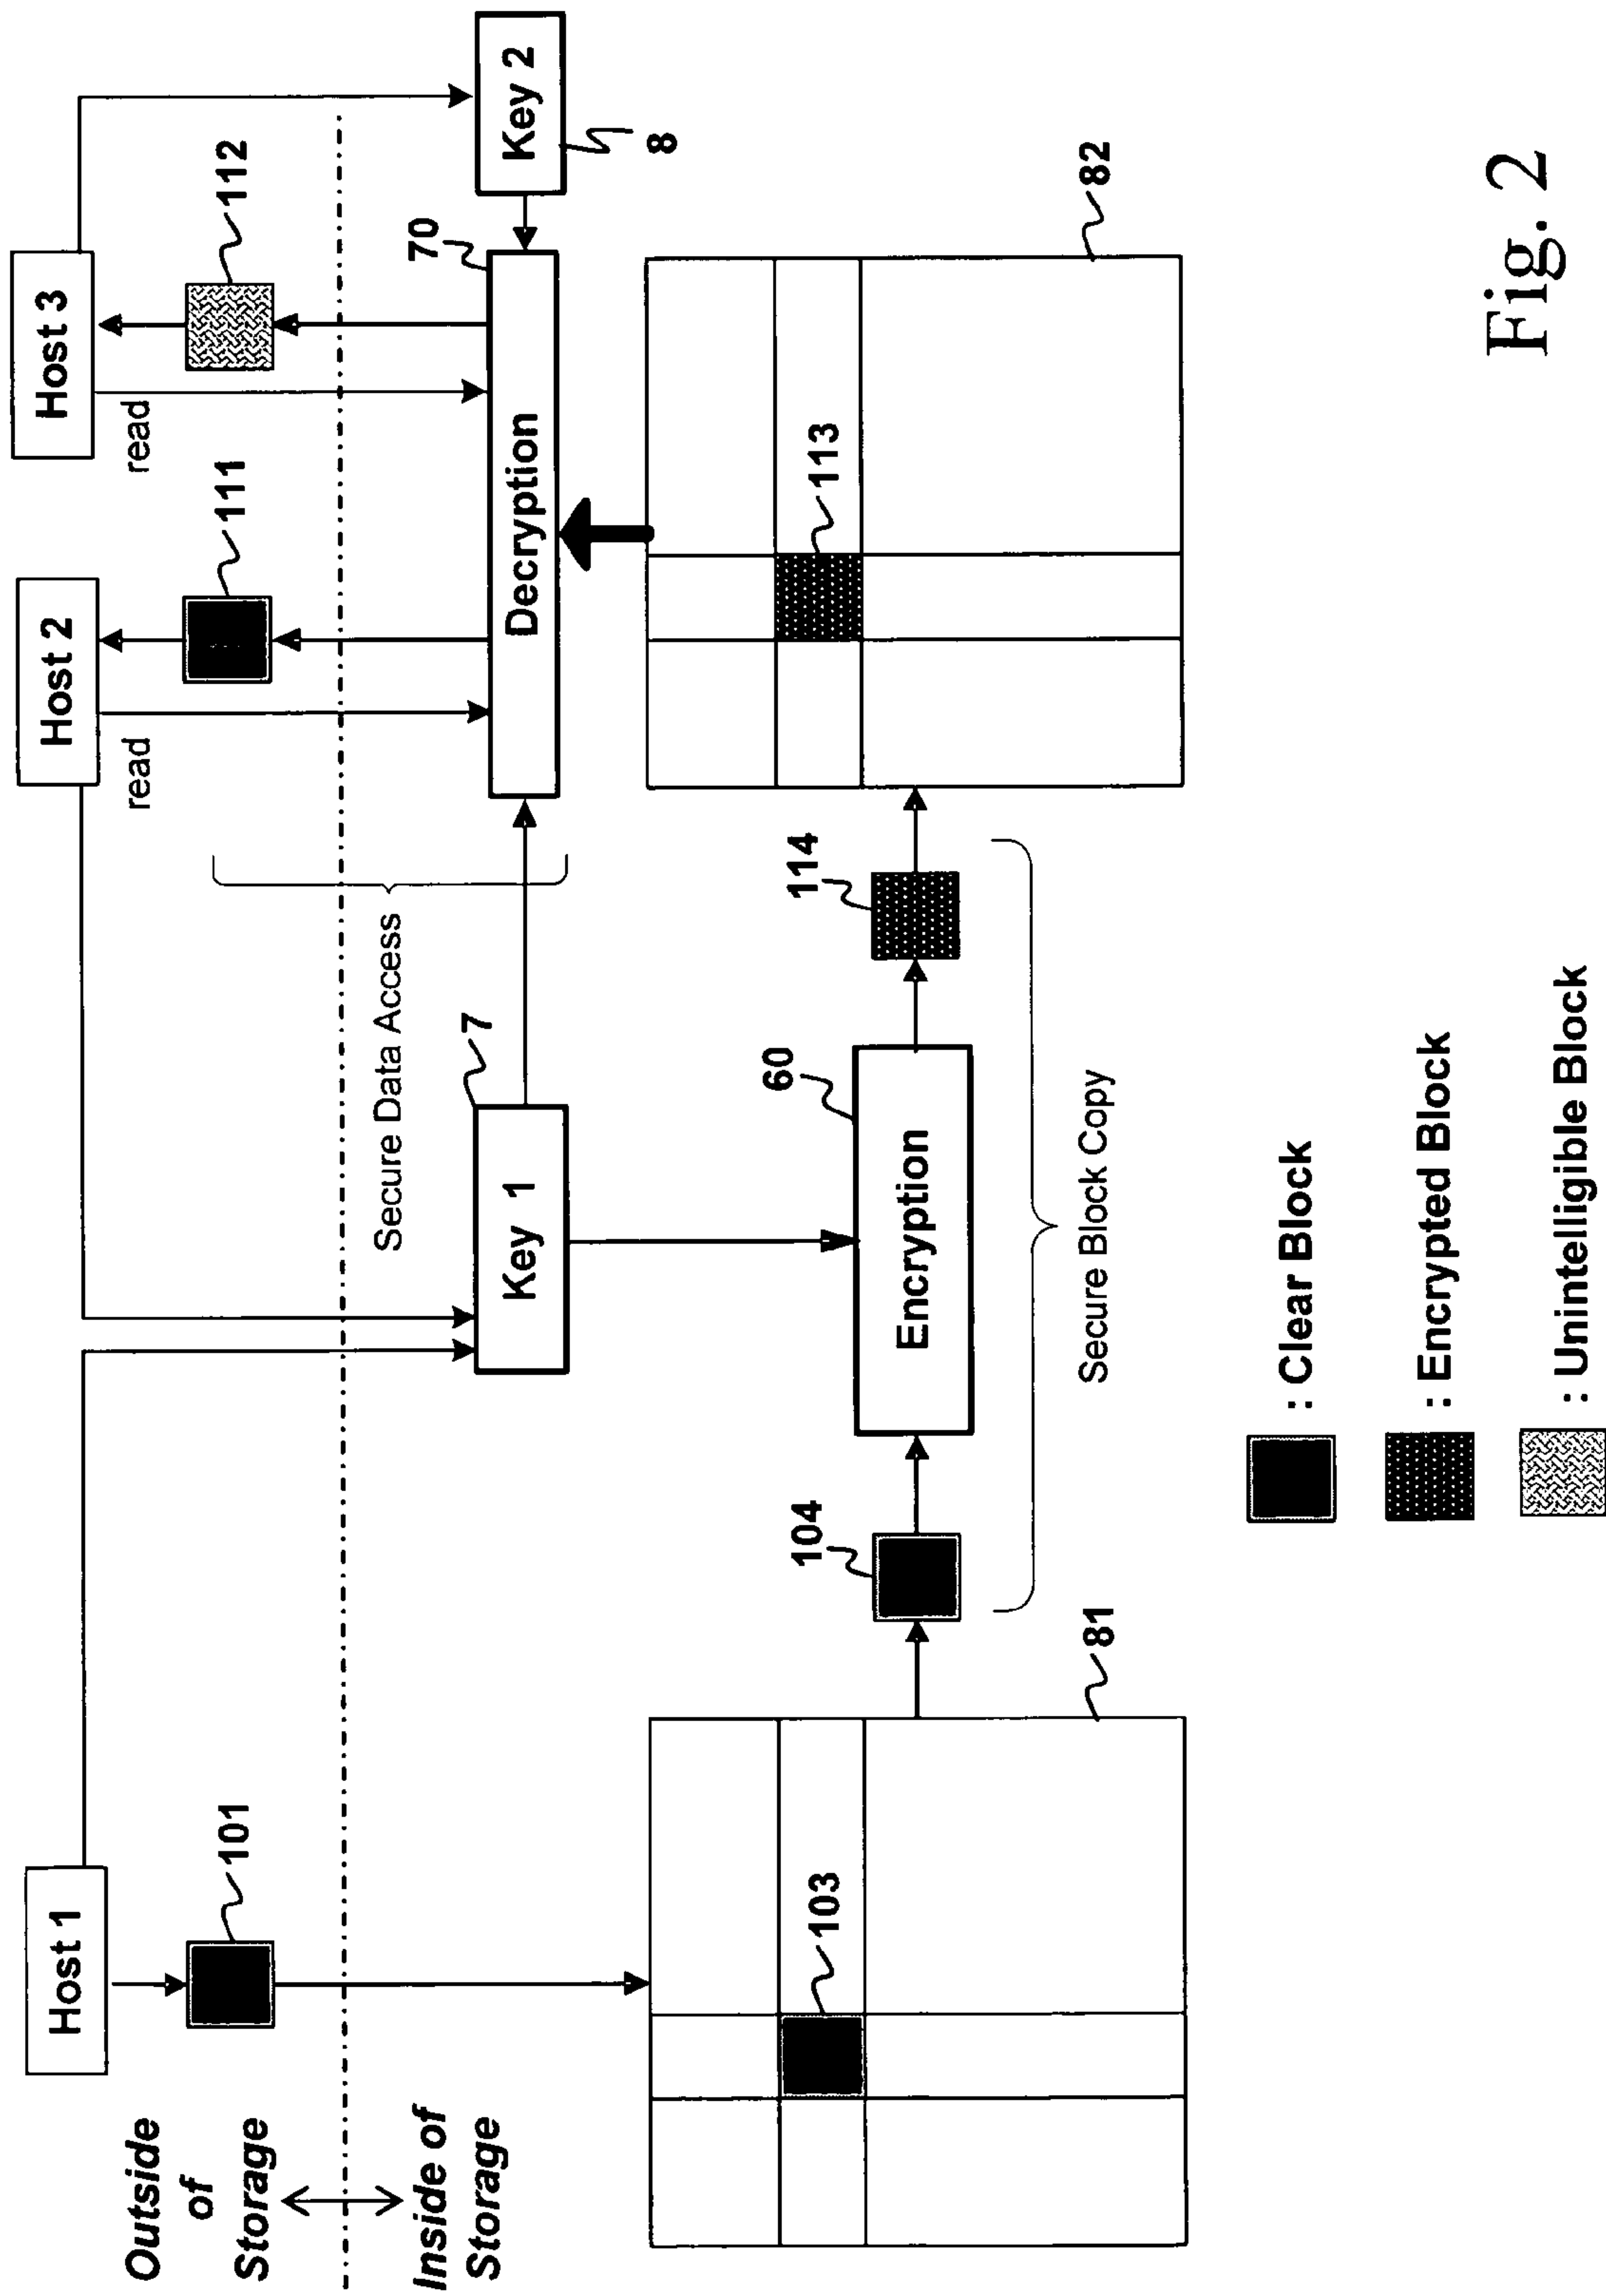 Outside
of
Storage
Inside of
Storage
Host 1
101
Host 2
read
111
Host 3
read
112
Secure Data Access
Key 1
7
Decryption
70
Key 2
8
103
81
104
Encryption
60
114
Secure Block Copy
113
82
: Clear Block
: Encrypted Block
: Unintelligible Block
Fig. 2